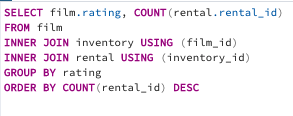 SELECT film.rating, COUNT(rental.rental_id)
FROM film
INNER JOIN inventory USING (film_id)
INNER JOIN rental USING (inventory_id)
GROUP BY rating
ORDER BY COUNT(rental_id) DESC